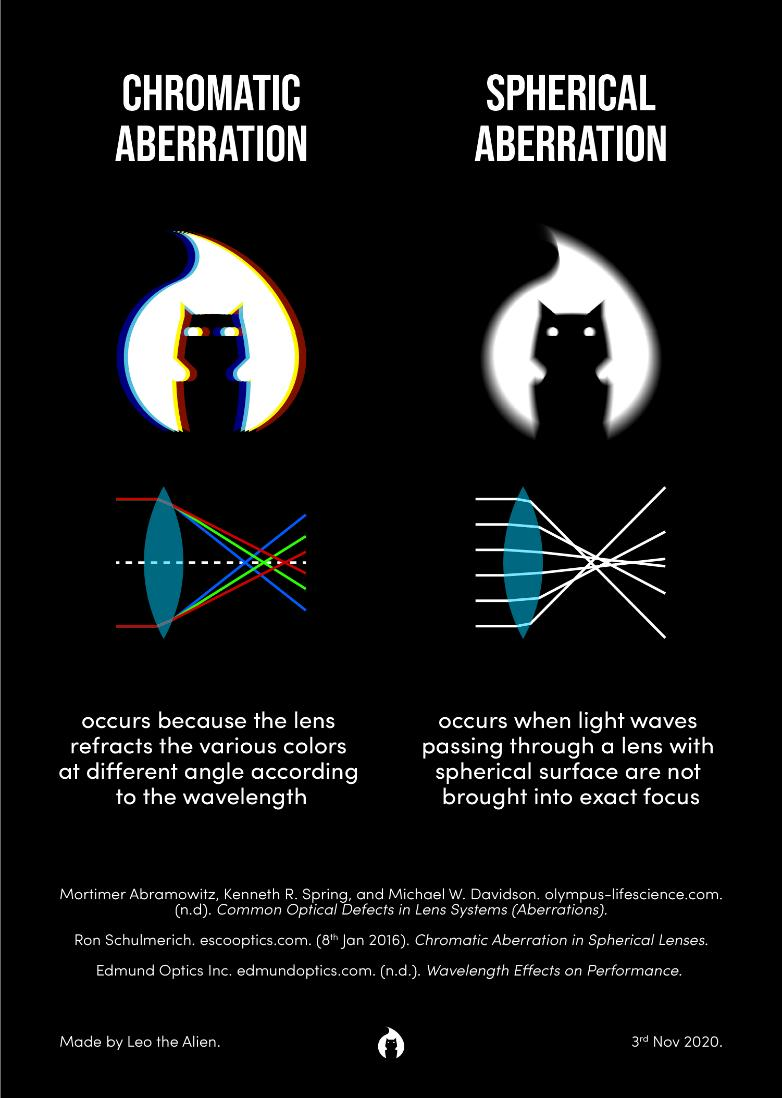 CHROMATIC
ABERRATION
SPHERICAL
ABERRATION
occurs because the lens
refracts the various colors
at different angle according
to the wavelength
occurs when light waves
passing through a lens with
spherical surface are not
brought into exact focus
Mortimer Abramowitz, Kenneth R. Spring, and Michael W. Davidson. olympus-lifescience.com.
(n.d). Common Optical Defects in Lens Systems (Aberrations).
Ron Schulmerich. escooptics.com. (8th Jan 2016). Chromatic Aberration in Spherical Lenses.
Edmund Optics Inc. edmundoptics.com. (n.d.). Wavelength Effects on Performance.
Made by Leo the Alien.
3rd Nov 2020.